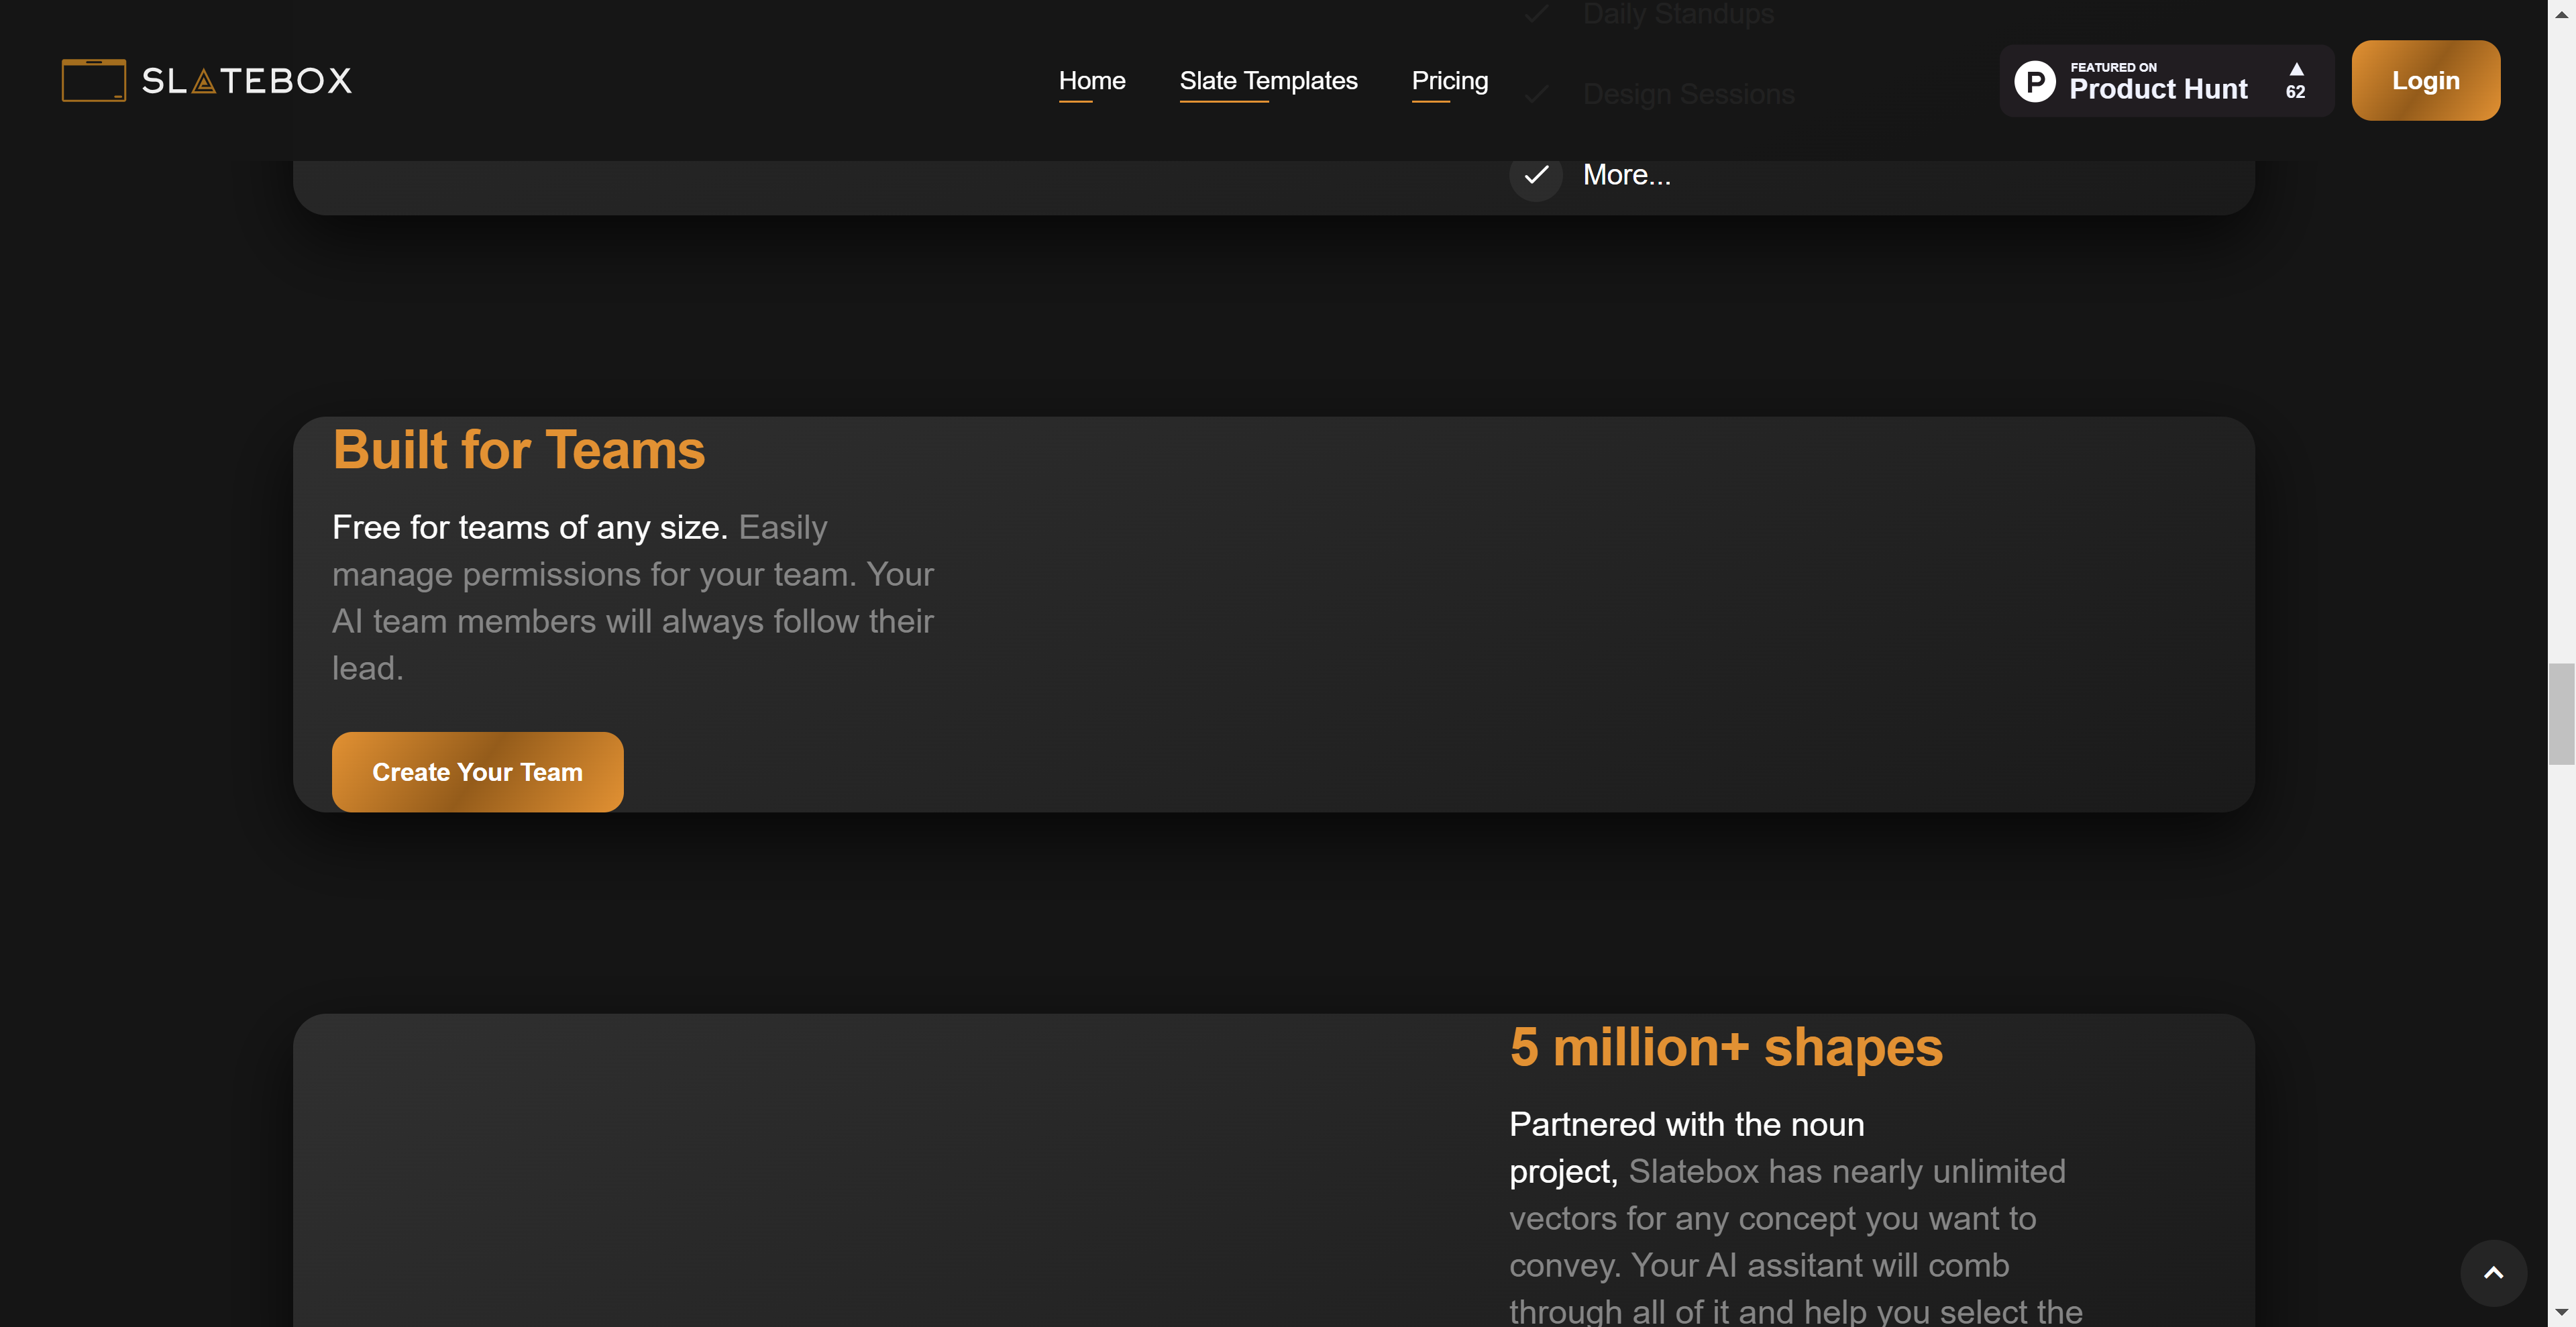 Daily Standups
SLATEBOX
Home
Slate Templates
Pricing
Design Sessions
FEATURED ON
Product Hunt
62
Login
More...
Built for Teams
Free for teams of any size. Easily
manage permissions for your team. Your
AI team members will always follow their
lead.
Create Your Team
5 million+ shapes
Partnered with the noun
project, Slatebox has nearly unlimited
vectors for any concept you want to
convey. Your AI assitant will comb
through all of it and help you select the